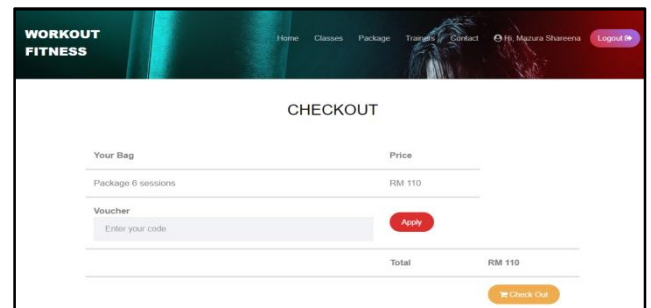 WORKOUT
FITNESS
Home Classes Package Trainers Contact Hi, Mazura Shareena Logout
CHECKOUT
Your Bag Price
Package 6 sessions RM 110
Voucher
Enter your code Apply
Total RM 110
Check Out